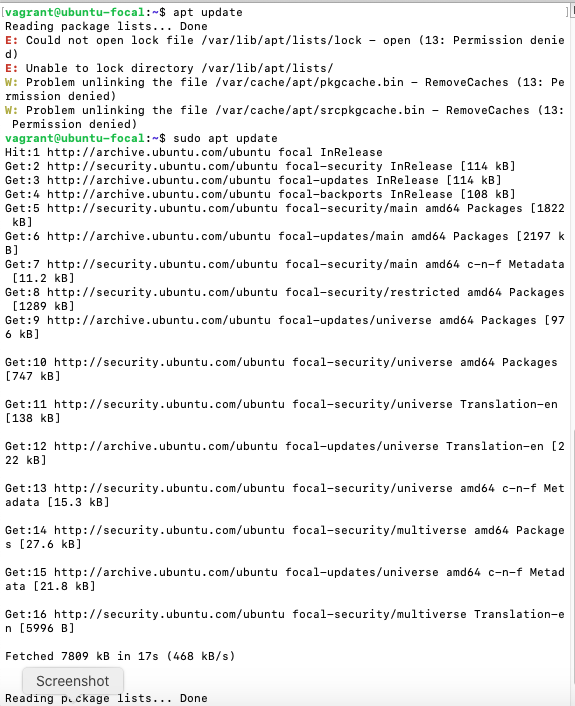 [vagrant@ubuntu-focal:~$ apt update ]
Reading package lists... Done
E: Could not open lock file /var/lib/apt/lists/lock - open (13: Permission denie
d)
E: Unable to lock directory /var/lib/apt/lists/
W: Problem unlinking the file /var/cache/apt/pkgcache.bin - RemoveCaches (13: Pe
rmission denied)
W: Problem unlinking the file /var/cache/apt/srcpkgcache.bin - RemoveCaches (13:
 Permission denied)
vagrant@ubuntu-focal:~$ sudo apt update
Hit:1 http://archive.ubuntu.com/ubuntu focal InRelease
Get:2 http://security.ubuntu.com/ubuntu focal-security InRelease [114 kB]
Get:3 http://archive.ubuntu.com/ubuntu focal-updates InRelease [114 kB]
Get:4 http://archive.ubuntu.com/ubuntu focal-backports InRelease [108 kB]
Get:5 http://security.ubuntu.com/ubuntu focal-security/main amd64 Packages [1822
 kB]
Get:6 http://archive.ubuntu.com/ubuntu focal-updates/main amd64 Packages [2197 k
B]
Get:7 http://security.ubuntu.com/ubuntu focal-security/main amd64 c-n-f Metadata
[11.2 kB]
Get:8 http://security.ubuntu.com/ubuntu focal-security/restricted amd64 Packages
 [1289 kB]
Get:9 http://archive.ubuntu.com/ubuntu focal-updates/universe amd64 Packages [97
6 kB]
Get:10 http://security.ubuntu.com/ubuntu focal-security/universe amd64 Packages
[747 kB]
Get:11 http://security.ubuntu.com/ubuntu focal-security/universe Translation-en
[138 kB]
Get:12 http://archive.ubuntu.com/ubuntu focal-updates/universe Translation-en [2
22 kB]
Get:13 http://security.ubuntu.com/ubuntu focal-security/universe amd64 c-n-f Met
adata [15.3 kB]
Get:14 http://security.ubuntu.com/ubuntu focal-security/multiverse amd64 Package
s [27.6 kB]
Get:15 http://archive.ubuntu.com/ubuntu focal-updates/universe amd64 c-n-f Metad
ata [21.8 kB]
Get:16 http://security.ubuntu.com/ubuntu focal-security/multiverse Translation-e
n [5996 B]
Fetched 7809 kB in 17s (468 kB/s)
Screenshot
Reading package lists... Done